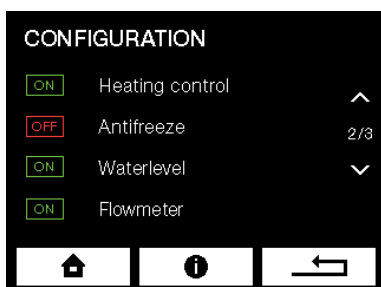 CONFIGURATION
ON Heating control
OFF Antifreeze
2/3
ON Waterlevel
ON Flowmeter